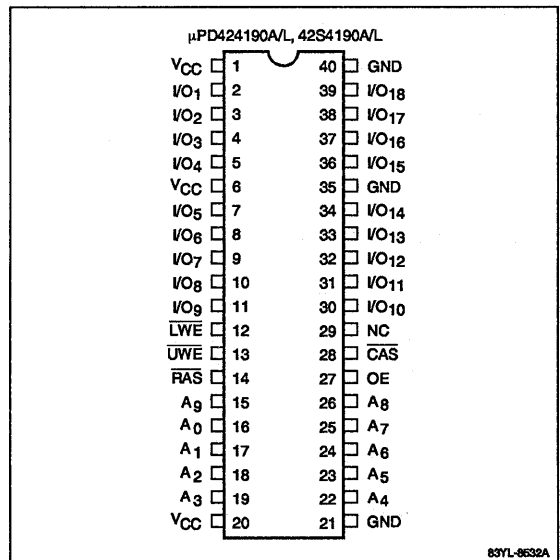 μPD424190A/L, 42S4190A/L
VCC 1 40 GND
I/O1 2 39 I/O18
I/O2 3 38 I/O17
I/O3 4 37 I/O16
I/O4 5 36 I/O15
VCC 6 35 GND
I/O5 7 34 I/O14
I/O6 8 33 I/O13
I/O7 9 32 I/O12
I/O8 10 31 I/O11
I/O9 11 30 I/O10
LWE 12 29 NC
UWE 13 28 CAS
RAS 14 27 OE
A9 15 26 A8
A0 16 25 A7
A1 17 24 A6
A2 18 23 A5
A3 19 22 A4
VCC 20 21 GND
83YL-8532A